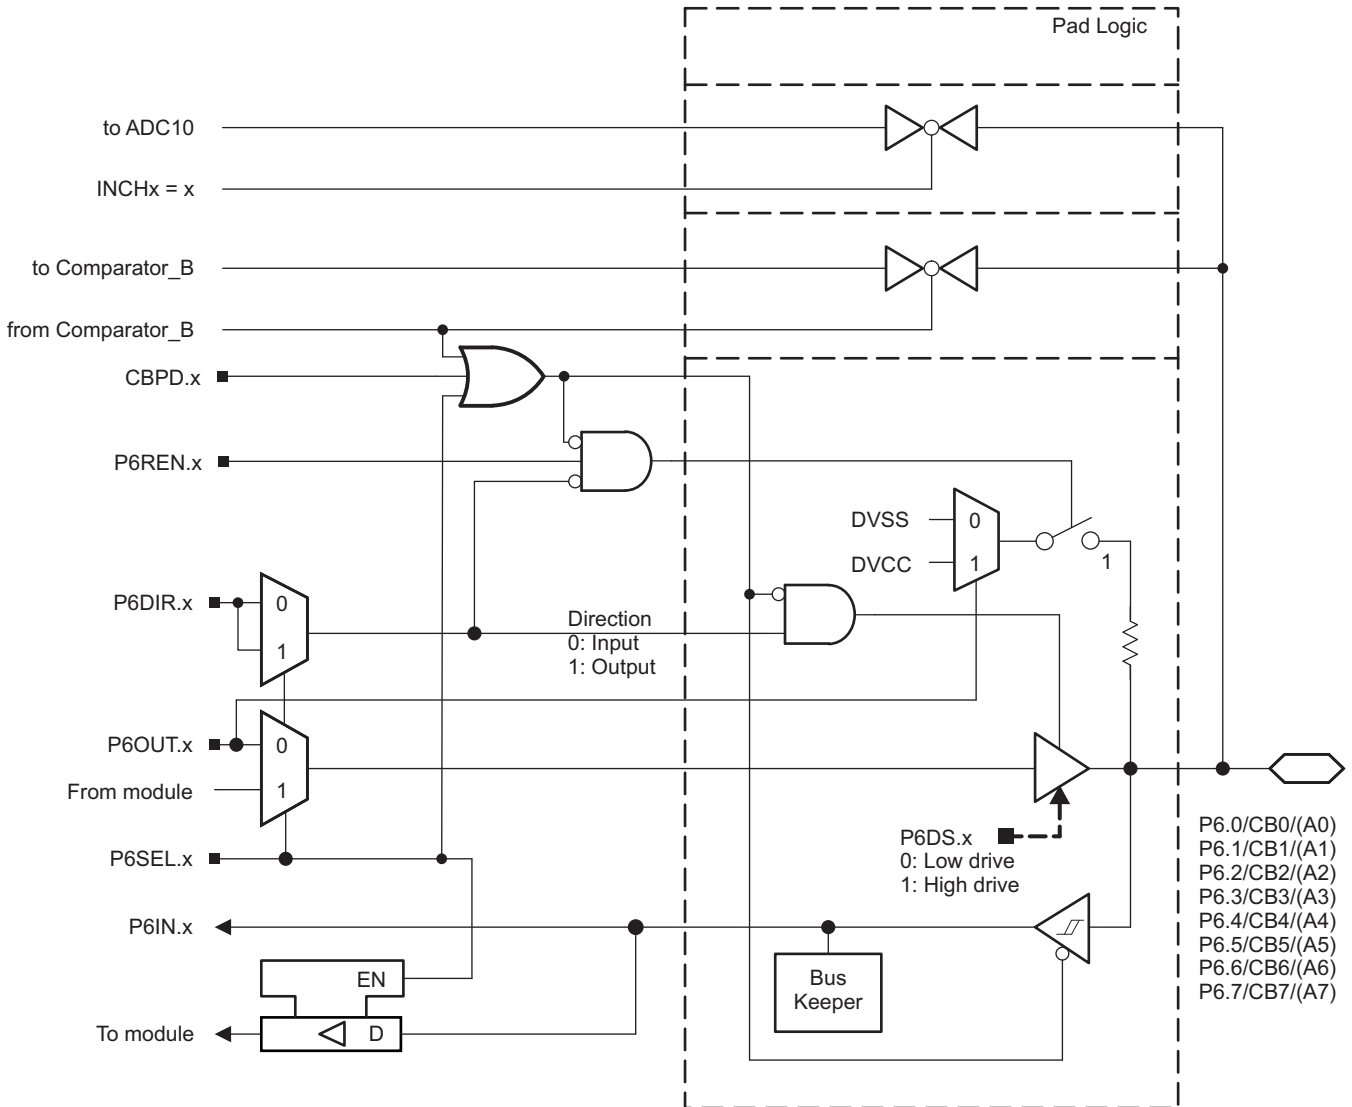 Pad Logic
to ADC10
INCHx = x
to Comparator_B
from Comparator_B
CBPD.x
P6REN.x
DVSS
0
DVCC
1
1
P6DIR.x
0
1
Direction
0: Input
1: Output
P6OUT.x
0
From module
1
P6SEL.x
P6DS.x
0: Low drive
1: High drive
P6.0/CB0/(A0)
P6.1/CB1/(A1)
P6.2/CB2/(A2)
P6.3/CB3/(A3)
P6.4/CB4/(A4)
P6.5/CB5/(A5)
P6.6/CB6/(A6)
P6.7/CB7/(A7)
P6IN.x
Bus
Keeper
EN
To module
D